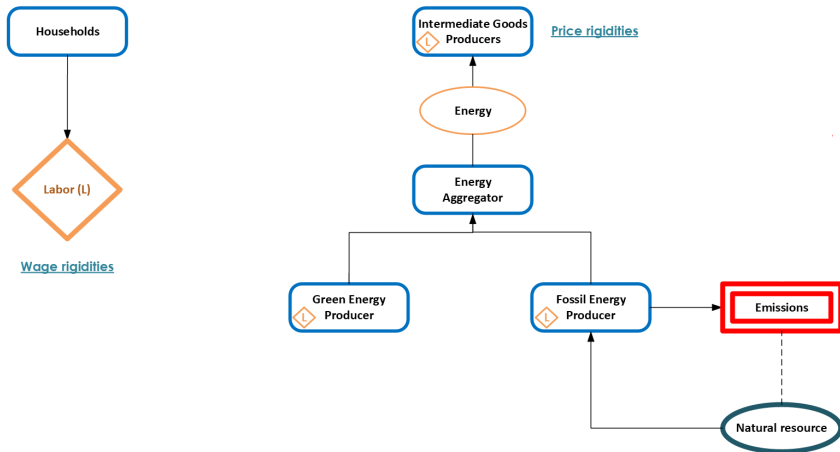 Households
Intermediate Goods
Producers
L
Price rigidities
Energy
Labor (L)
Energy
Aggregator
Wage rigidities
Green Energy
Producer
L
Fossil Energy
Producer
L
Emissions
Natural resource